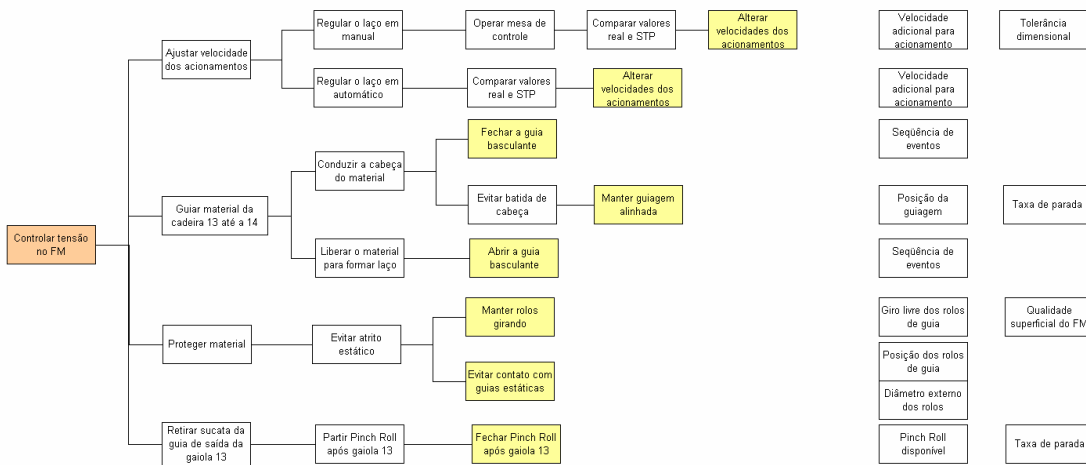 Regular o laço em
manual
Operar mesa de
controle
Comparar valores
real e STP
Alterar
velocidades dos
acionamentos
Velocidade
adicional para
acionamento
Tolerância
dimensional
Ajustar velocidade
dos acionamentos
Regular o laço em
automático
Comparar valores
real e STP
Alterar
velocidades dos
acionamentos
Velocidade
adicional para
acionamento
Fechar a guia
basculante
Seqüência de
eventos
Conduzir a cabeça
do material
Guiar material da
cadeira 13 até a 14
Evitar batida de
cabeça
Manter guiagem
alinhada
Posição da
guiagem
Taxa de parada
Controlar tensão
no FM
Liberar o material
para formar laço
Abrir a guia
basculante
Seqüência de
eventos
Manter rolos
girando
Giro livre dos rolos
de guia
Qualidade
superficial do FM
Proteger material
Evitar atrito
estático
Evitar contato com
guias estáticas
Posição dos rolos
de guia
Diâmetro externo
dos rolos
Retirar sucata da
guia de saída da
gaiola 13
Partir Pinch Roll
após gaiola 13
Fechar Pinch Roll
após gaiola 13
Pinch Roll
disponível
Taxa de parada